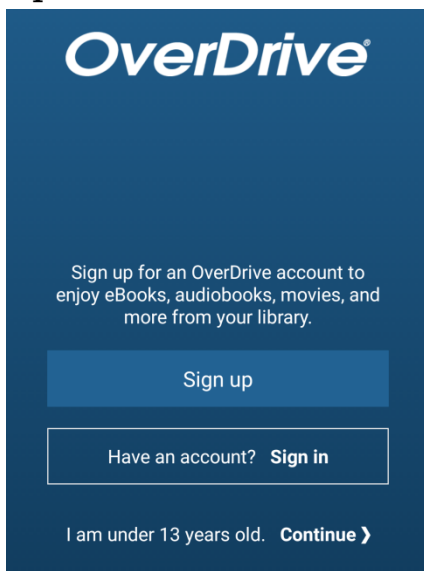 OverDrive®
Sign up for an OverDrive account to
enjoy eBooks, audiobooks, movies, and
more from your library.
Sign up
Have an account? Sign in
I am under 13 years old. Continue ❯